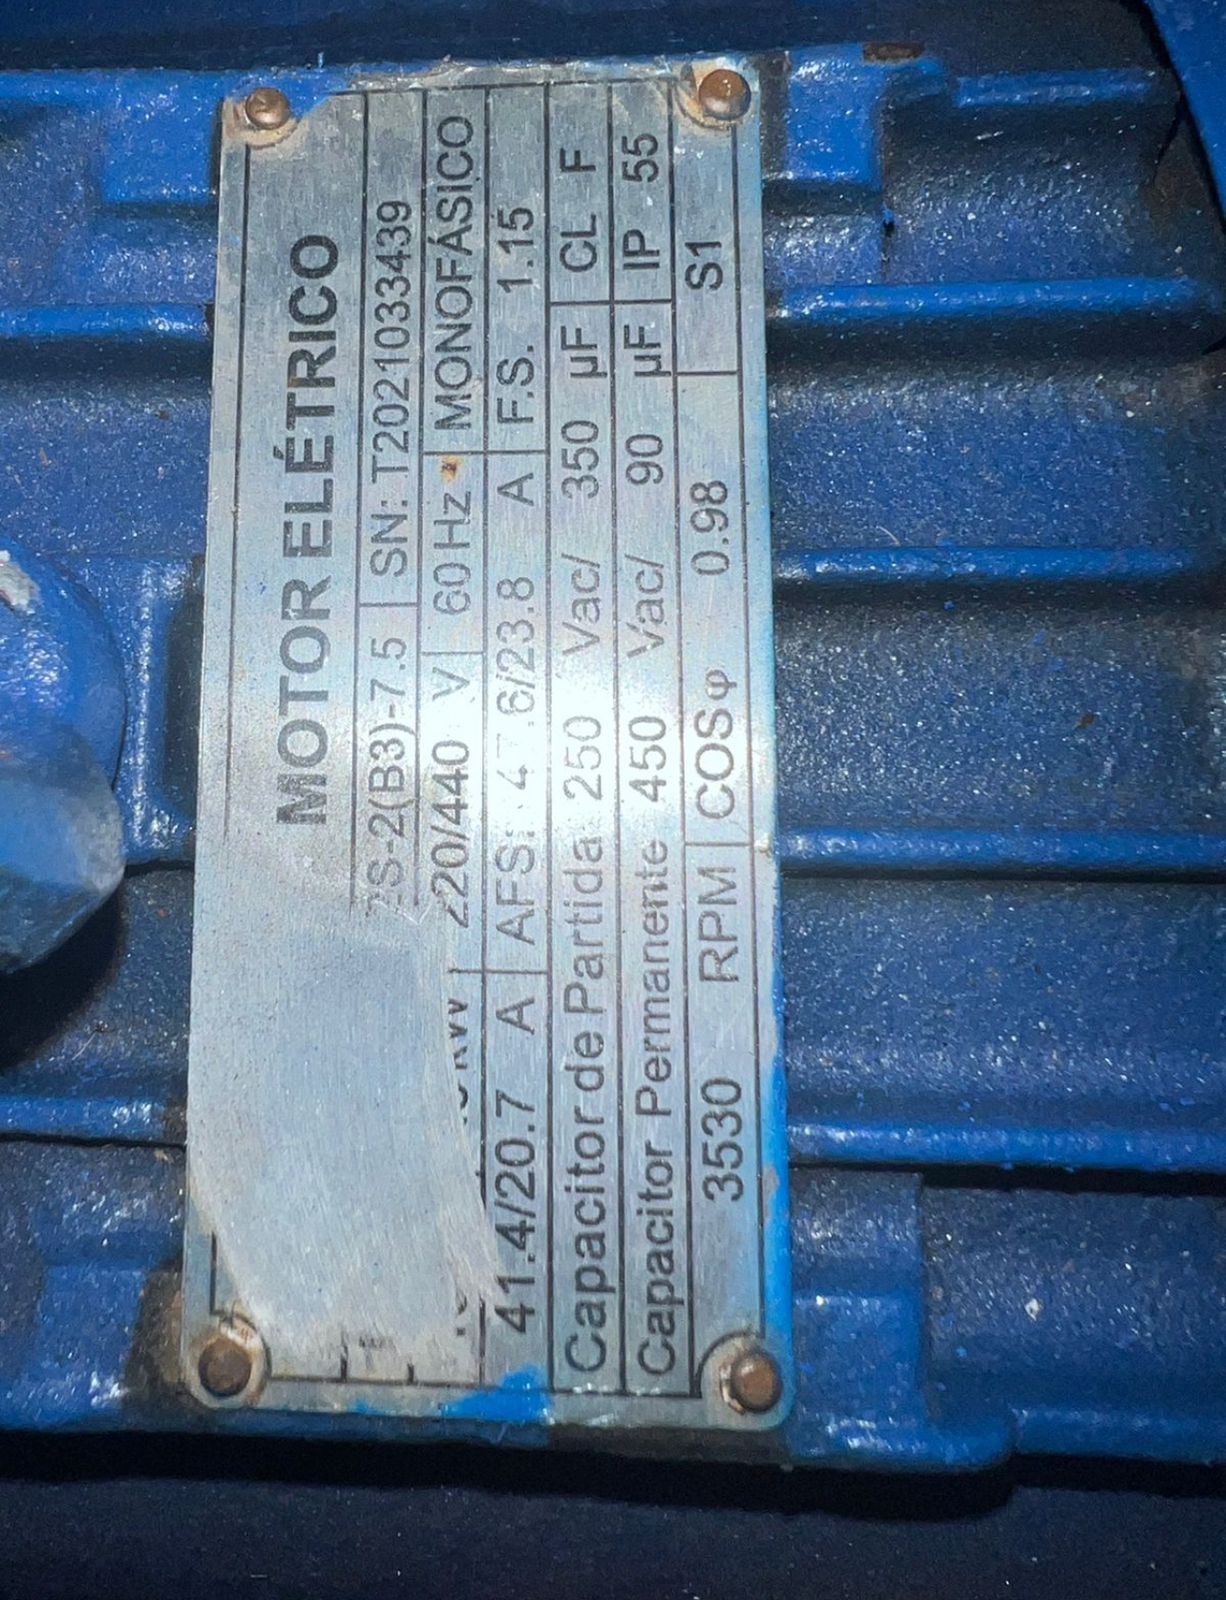 MOTOR ELÉTRICO
S-2(B3)-7.5 SN: T2021033439
220/440 V 60Hz MONOFÁSICO
41.4/20.7 A AFS: 47.6/23.8 A F.S. 1.15
Capacitor de Partida 250 Vac/ 350 µF CL F
Capacitor Permanente 450 Vac/ 90 µF IP 55
3530 RPM COSφ 0.98 S1